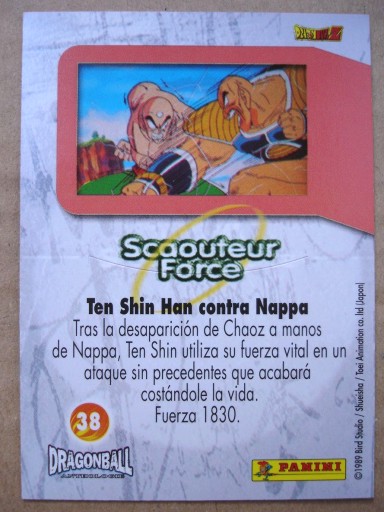 DRAGON BALL Z
Scaouteur
Force
Ten Shin Han contra Nappa
Tras la desaparición de Chaoz a manos
de Nappa, Ten Shin utiliza su fuerza vital en un
ataque sin precedentes que acabará
costándole la vida.
Fuerza 1830.
38
DRAGONBALL
PANINI
©1989 Bird Studio / Shueisha / Toei Animation co. ltd (Japon)